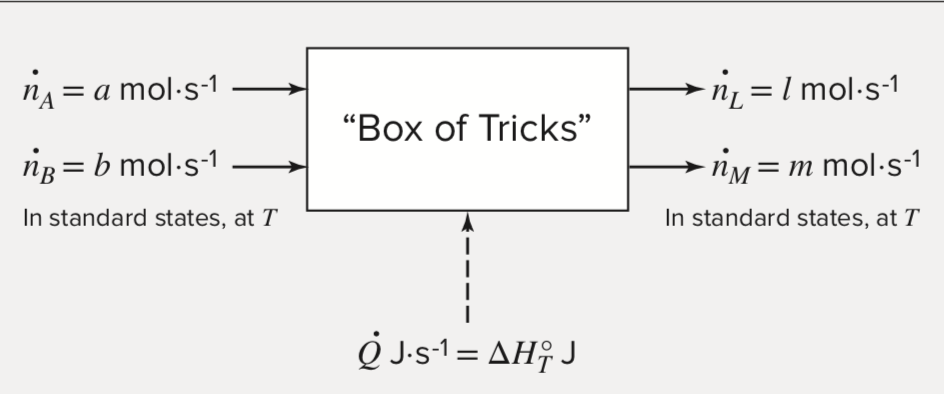 ṅ_A = a mol·s⁻¹
ṅ_B = b mol·s⁻¹
In standard states, at T
“Box of Tricks”
ṅ_L = l mol·s⁻¹
ṅ_M = m mol·s⁻¹
In standard states, at T
Q̇ J·s⁻¹ = ΔH°_T J